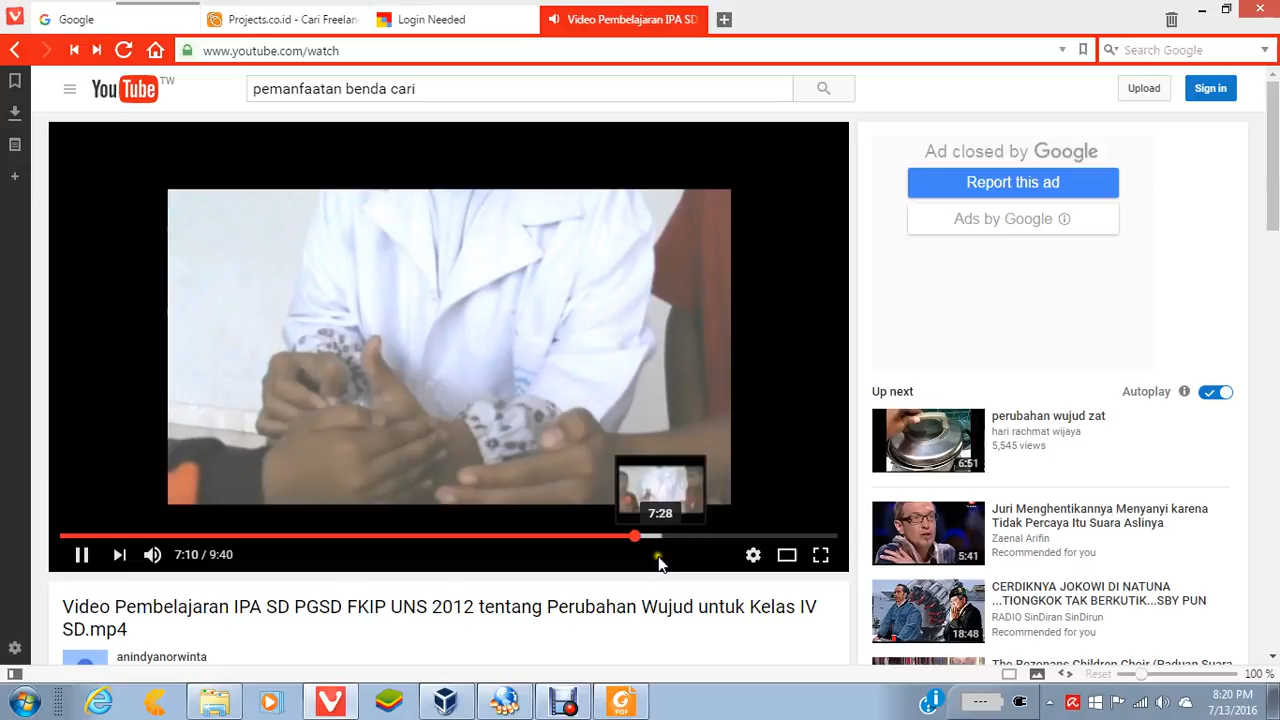 Google
Projects.co.id - Cari Freelan
Login Needed
Video Pembelajaran IPA SD
www.youtube.com/watch
Search Google
YouTube TW
pemanfaatan benda cari
Upload
Sign in
Ad closed by Google
Report this ad
Ads by Google
Up next
Autoplay
perubahan wujud zat
hari rachmat wijaya
5,545 views
6:51
Juri Menghentikannya Menyanyi karena
Tidak Percaya Itu Suara Aslinya
Zaenal Arifin
Recommended for you
5:41
CERDIKNYA JOKOWI DI NATUNA
...TIONGKOK TAK BERKUTIK...SBY PUN
RADIO SinDiran SinDirun
Recommended for you
18:48
The Rezonans Children Choir (Paduan Suara
7:28
7:10 / 9:40
Video Pembelajaran IPA SD PGSD FKIP UNS 2012 tentang Perubahan Wujud untuk Kelas IV
SD.mp4
anindyanorwinta
Reset
100 %
PDF
8:20 PM
7/13/2016